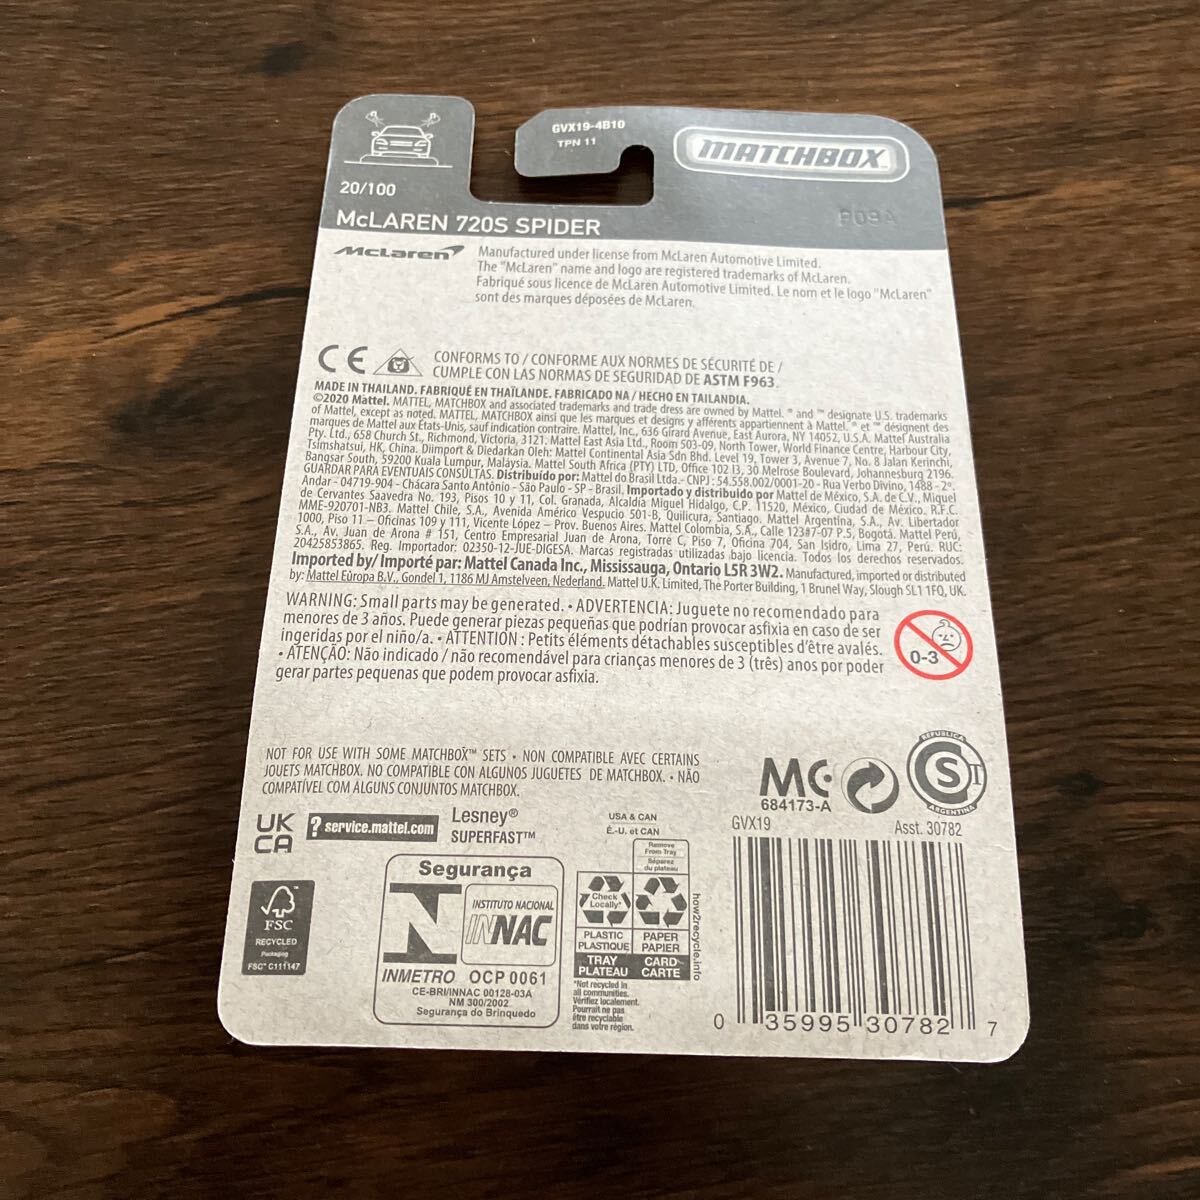 GVX19-4B10
TPN 11
MATCHBOX
20/100
McLAREN 720S SPIDER
F09A
McLaren
Manufactured under license from McLaren Automotive Limited.
The "McLaren" name and logo are registered trademarks of McLaren.
Fabriqué sous licence de McLaren Automotive Limited. Le nom et le logo "McLaren"
sont des marques déposées de McLaren.
CE
CONFORMS TO / CONFORME AUX NORMES DE SÉCURITÉ DE /
CUMPLE CON LAS NORMAS DE SEGURIDAD DE ASTM F963.
MADE IN THAILAND. FABRIQUÉ EN THAÏLANDE. FABRICADO NA / HECHO EN TAILANDIA.
©2020 Mattel. MATTEL, MATCHBOX and associated trademarks and trade dress are owned by Mattel. ® and ™ designate U.S. trademarks
of Mattel, except as noted. MATTEL, MATCHBOX ainsi que les marques et designs y afférents appartiennent à Mattel. ® et ™ désignent des
marques de Mattel aux États-Unis, sauf indication contraire. Mattel, Inc., 636 Girard Avenue, East Aurora, NY 14052, U.S.A. Mattel Australia
Pty. Ltd., 658 Church St., Richmond, Victoria, 3121. Mattel East Asia Ltd., Room 503-09, North Tower, World Finance Centre, Harbour City,
Tsimshatsui, HK, China. Diimport & Diedarkan Oleh: Mattel Continental Asia Sdn Bhd. Level 19, Tower 3, Avenue 7, No. 8 Jalan Kerinchi,
Bangsar South, 59200 Kuala Lumpur, Malaysia. Mattel South Africa (PTY) LTD, Office 102 I3, 30 Melrose Boulevard, Johannesburg 2196.
GUARDAR PARA EVENTUAIS CONSULTAS. Distribuido por: Mattel do Brasil Ltda.- CNPJ : 54.558.002/0001-20 - Rua Verbo Divino, 1488 - 2º
Andar - 04719-904 - Chácara Santo Antônio - São Paulo - SP - Brasil. Importado y distribuido por Mattel de México, S.A. de C.V., Miguel
de Cervantes Saavedra No. 193, Pisos 10 y 11, Col. Granada, Alcaldía Miguel Hidalgo, C.P. 11520, México, Ciudad de México. R.F.C.
MME-920701-NB3. Mattel Chile, S.A., Avenida Américo Vespucio 501-B, Quilicura, Santiago. Mattel Argentina, S.A., Av. Libertador
1000, Piso 11 – Oficinas 109 y 111, Vicente López – Prov. Buenos Aires. Mattel Colombia, S.A., Calle 123#7-07 P.5, Bogotá. Mattel Perú,
S.A., Av. Juan de Arona # 151, Centro Empresarial Juan de Arona, Torre C, Piso 7, Oficina 704, San Isidro, Lima 27, Perú. RUC:
20425853865. Reg. Importador: 02350-12-JUE-DIGESA. Marcas registradas utilizadas bajo licencia. Todos los derechos reservados.
Imported by/ Importé par: Mattel Canada Inc., Mississauga, Ontario L5R 3W2. Manufactured, imported or distributed
by: Mattel Europa B.V., Gondel 1, 1186 MJ Amstelveen, Nederland. Mattel U.K. Limited, The Porter Building, 1 Brunel Way, Slough SL1 1FQ, UK.
WARNING: Small parts may be generated. • ADVERTENCIA: Juguete no recomendado para
menores de 3 años. Puede generar piezas pequeñas que podrían provocar asfixia en caso de ser
ingeridas por el niño/a. • ATTENTION : Petits éléments détachables susceptibles d'être avalés.
• ATENÇÃO: Não indicado / não recomendável para crianças menores de 3 (três) anos por poder
gerar partes pequenas que podem provocar asfixia.
0-3
NOT FOR USE WITH SOME MATCHBOX™ SETS • NON COMPATIBLE AVEC CERTAINS
JOUETS MATCHBOX. NO COMPATIBLE CON ALGUNOS JUGUETES DE MATCHBOX. • NÃO
COMPATÍVEL COM ALGUNS CONJUNTOS MATCHBOX.
MC
684173-A
REPUBLICA
S I
ARGENTINA
UK
CA
? service.mattel.com
Lesney®
SUPERFAST™
USA & CAN
É.-U. et CAN
GVX19
Asst. 30782
FSC
RECYCLED
Packaging
FSC® C111147
Segurança
INSTITUTO NACIONAL
INNAC
INMETRO
OCP 0061
CE-BRI/INNAC 00128-03A
NM 300/2002
Segurança do Brinquedo
Remove
From Tray
Séparez
du plateau
Check
Locally*
PLASTIC
PLASTIQUE
PAPER
PAPIER
TRAY
PLATEAU
CARD
CARTE
*Not recycled in
all communities.
Vérifiez localement.
Pourrait ne pas
être recyclable
dans votre région.
how2recycle.info
0 35995 30782 7